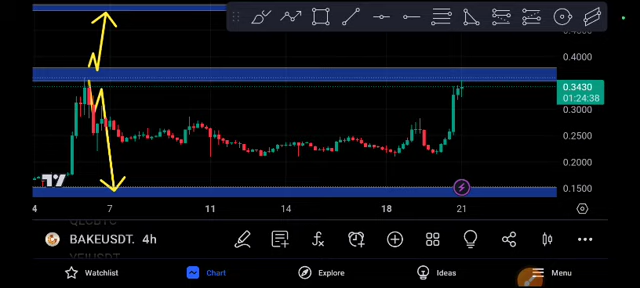 0.4000
0.3430
01:24:38
0.3000
0.2500
0.2000
0.1500
4 7 11 14 18 21
BAKEUSDT. 4h
Watchlist Chart Explore Ideas Menu